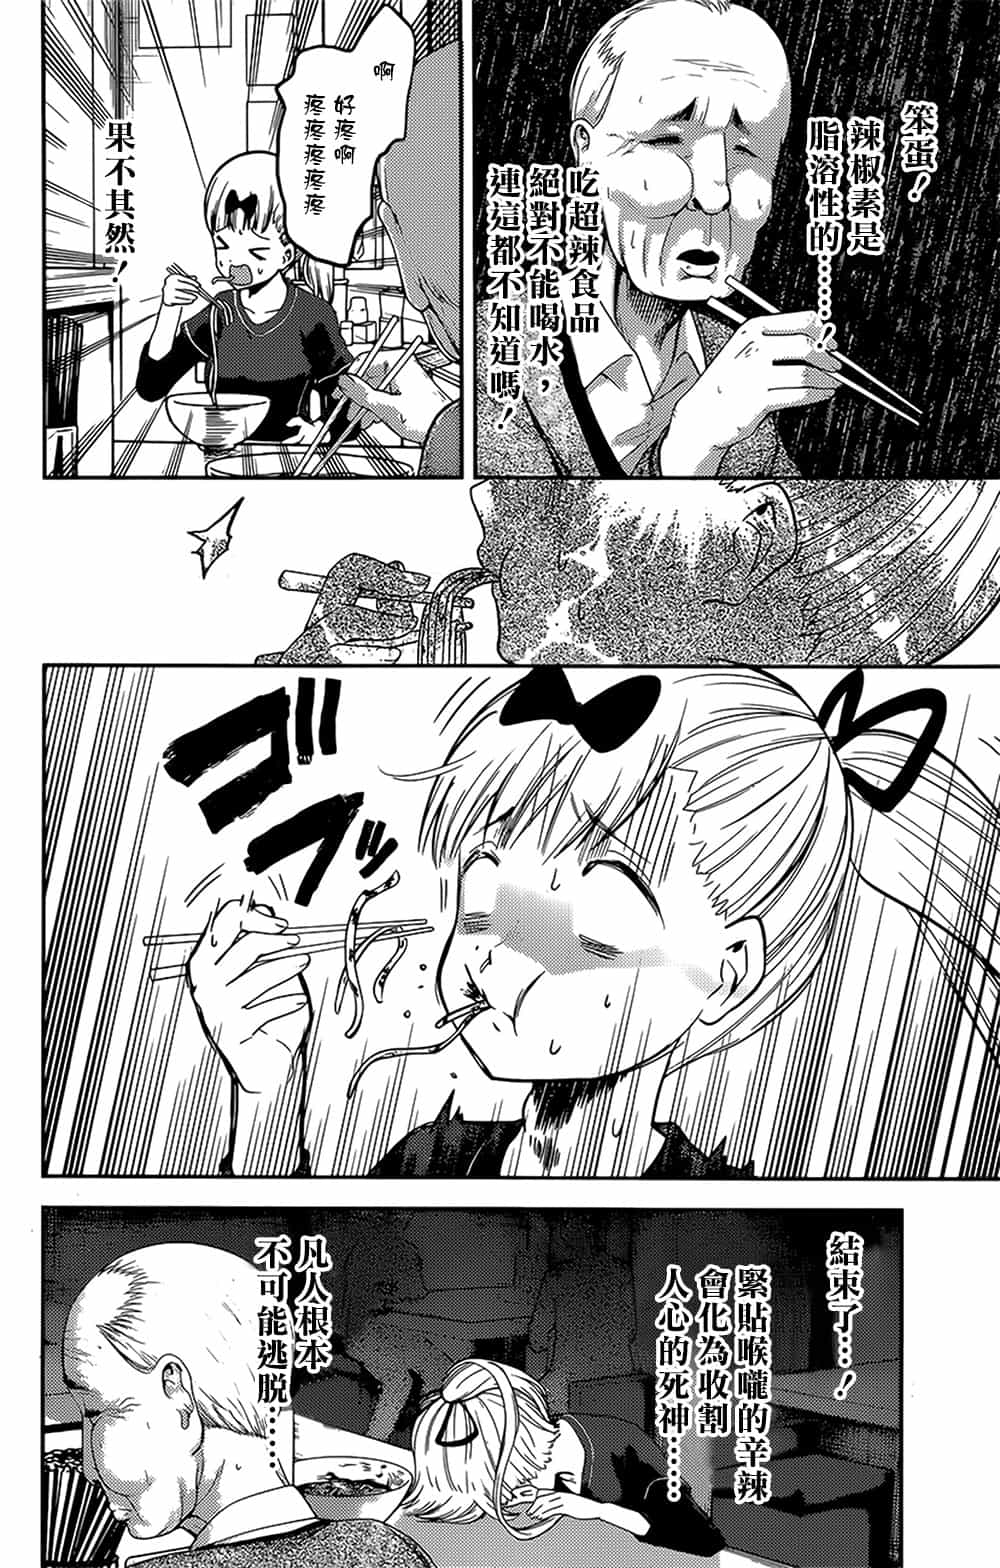 笨蛋！
辣椒素是
脂溶性的……！
吃超辣食品
絕對不能喝水，
連這都不知道嗎！
啊
好疼啊
疼疼疼疼
果不其然！
ゴブッ
結束了…！
緊貼喉嚨的辛辣
會化為收割
人心的死神……
凡人根本
不可能逃脫……